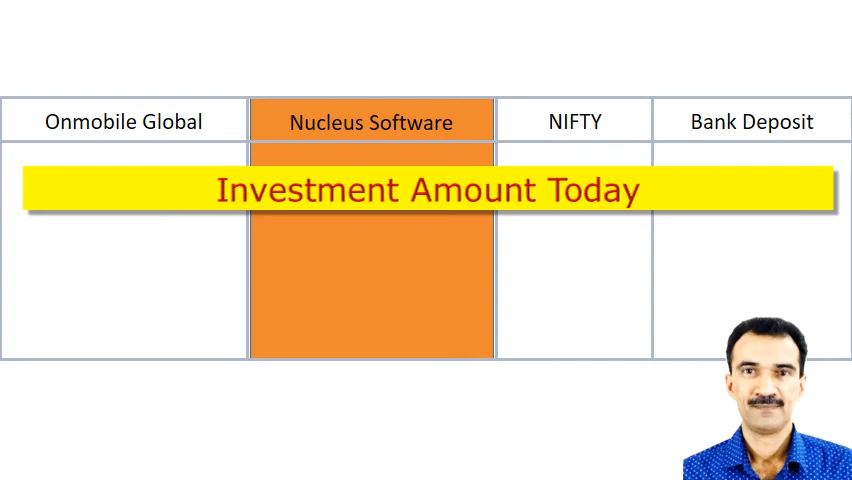 Onmobile Global Nucleus Software NIFTY Bank Deposit
Investment Amount Today